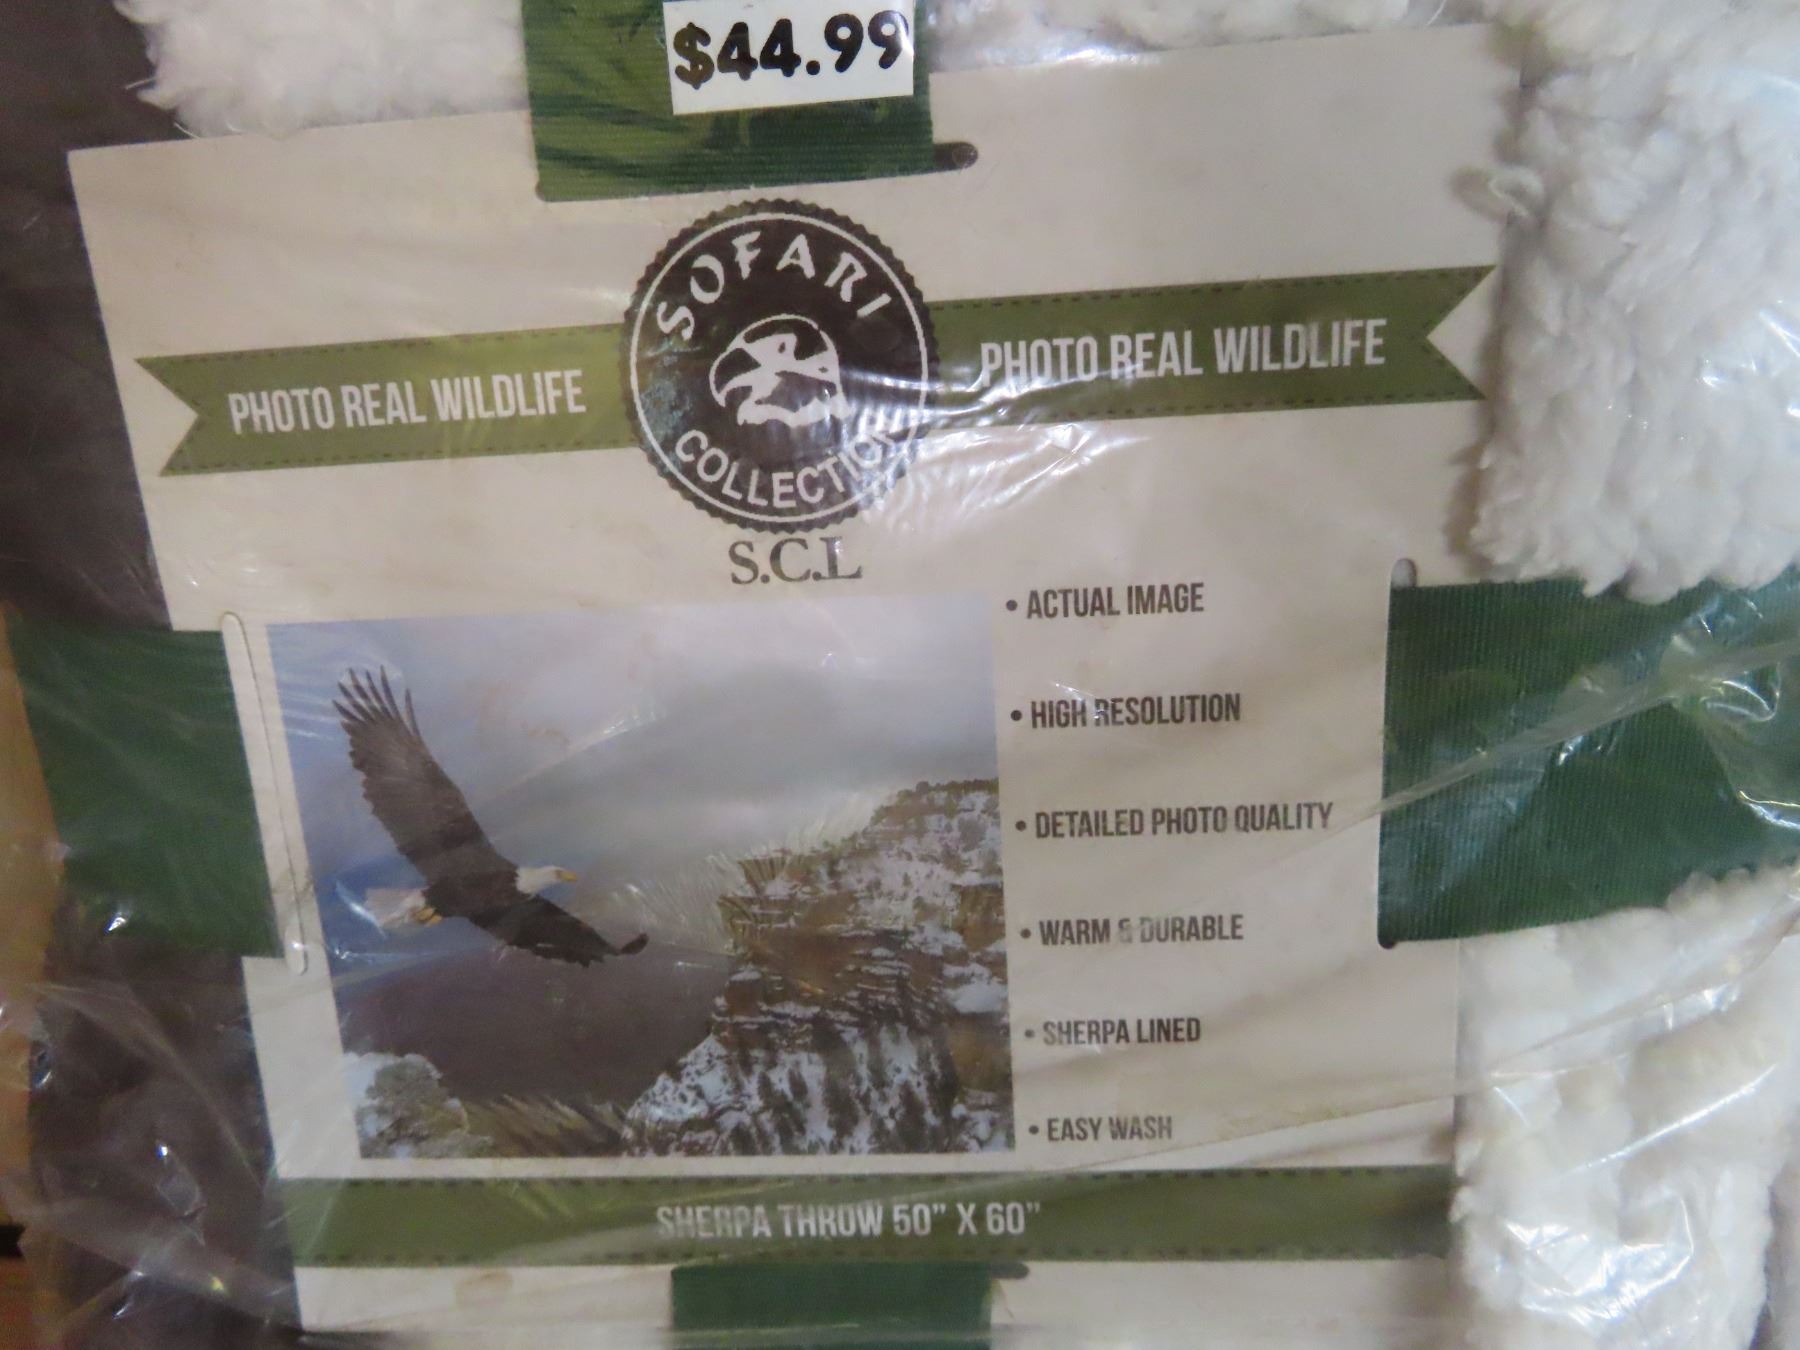 $44.99
SOFARI
PHOTO REAL WILDLIFE
PHOTO REAL WILDLIFE
COLLECTION
S.C.L
• ACTUAL IMAGE
• HIGH RESOLUTION
• DETAILED PHOTO QUALITY
• WARM & DURABLE
• SHERPA LINED
• EASY WASH
SHERPA THROW 50" X 60"